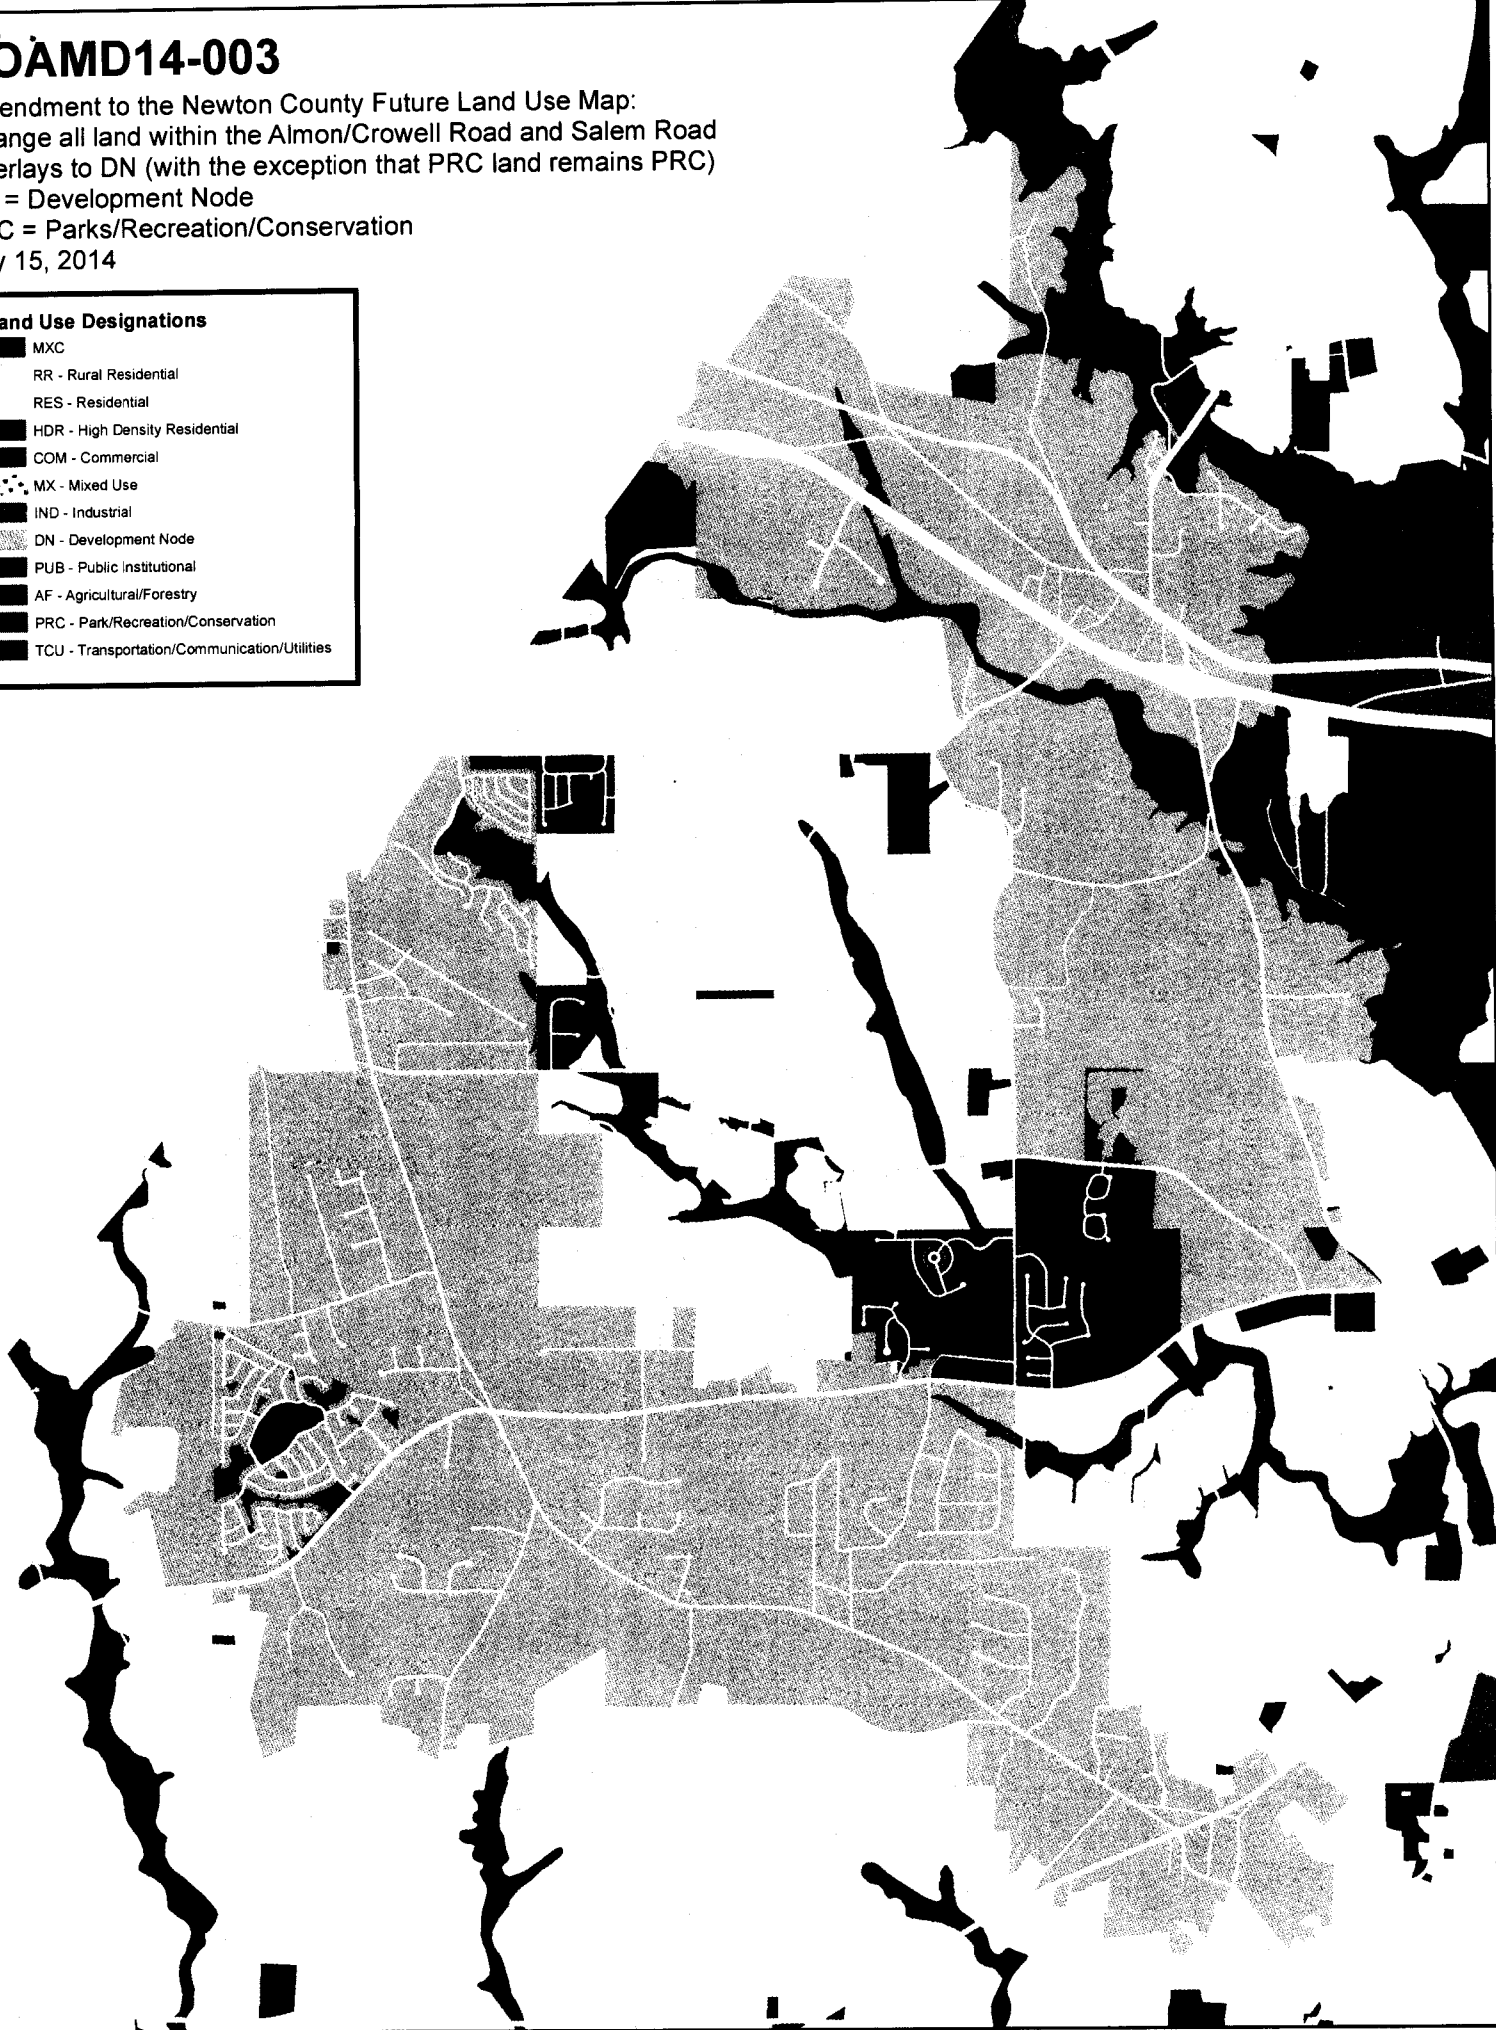 OAMD14-003
endment to the Newton County Future Land Use Map:
ange all land within the Almon/Crowell Road and Salem Road
erlays to DN (with the exception that PRC land remains PRC)
= Development Node
C = Parks/Recreation/Conservation
y 15, 2014
and Use Designations
MXC
RR - Rural Residential
RES - Residential
HDR - High Density Residential
COM - Commercial
MX - Mixed Use
IND - Industrial
DN - Development Node
PUB - Public Institutional
AF - Agricultural/Forestry
PRC - Park/Recreation/Conservation
TCU - Transportation/Communication/Utilities